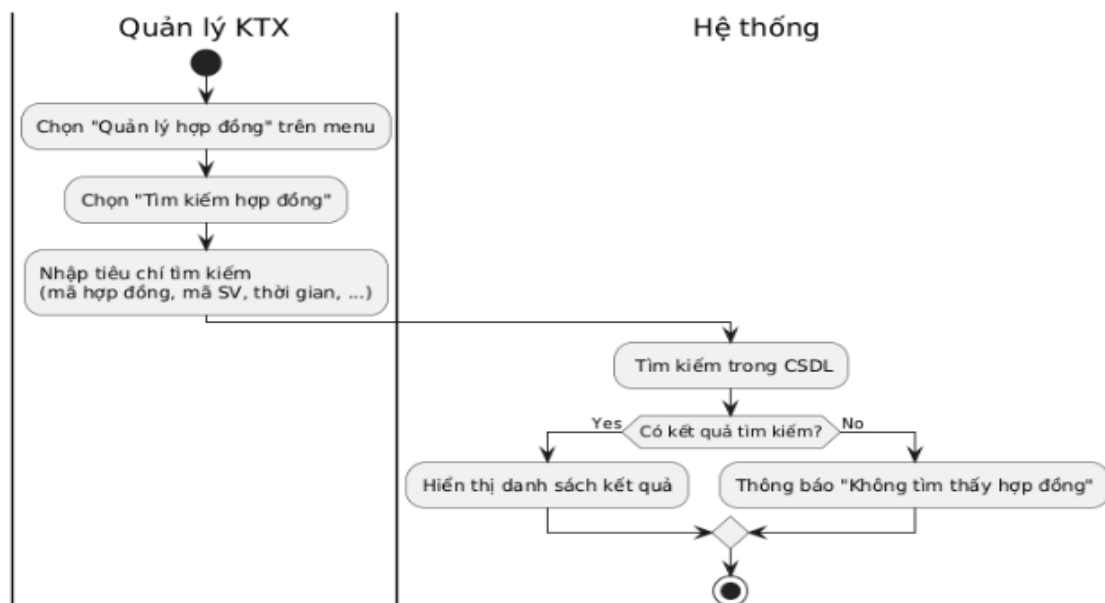 Quản lý KTX
Hệ thống
Chọn "Quản lý hợp đồng" trên menu
Chọn "Tìm kiếm hợp đồng"
Nhập tiêu chí tìm kiếm
(mã hợp đồng, mã SV, thời gian, ...)
Tìm kiếm trong CSDL
Yes
Có kết quả tìm kiếm?
No
Hiển thị danh sách kết quả
Thông báo "Không tìm thấy hợp đồng"